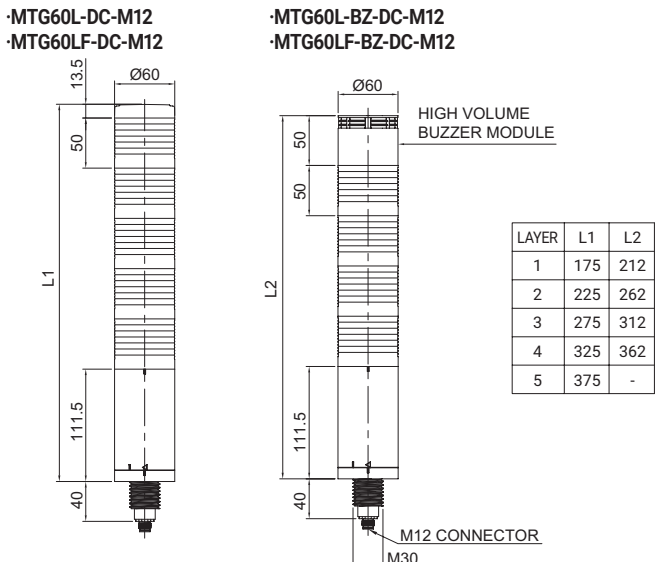 ·MTG60L-DC-M12
·MTG60LF-DC-M12
13.5
Ø60
50
L1
111.5
40
·MTG60L-BZ-DC-M12
·MTG60LF-BZ-DC-M12
Ø60
HIGH VOLUME
BUZZER MODULE
50
50
L2
111.5
40
M12 CONNECTOR
M30
LAYER L1 L2
1 175 212
2 225 262
3 275 312
4 325 362
5 375 -